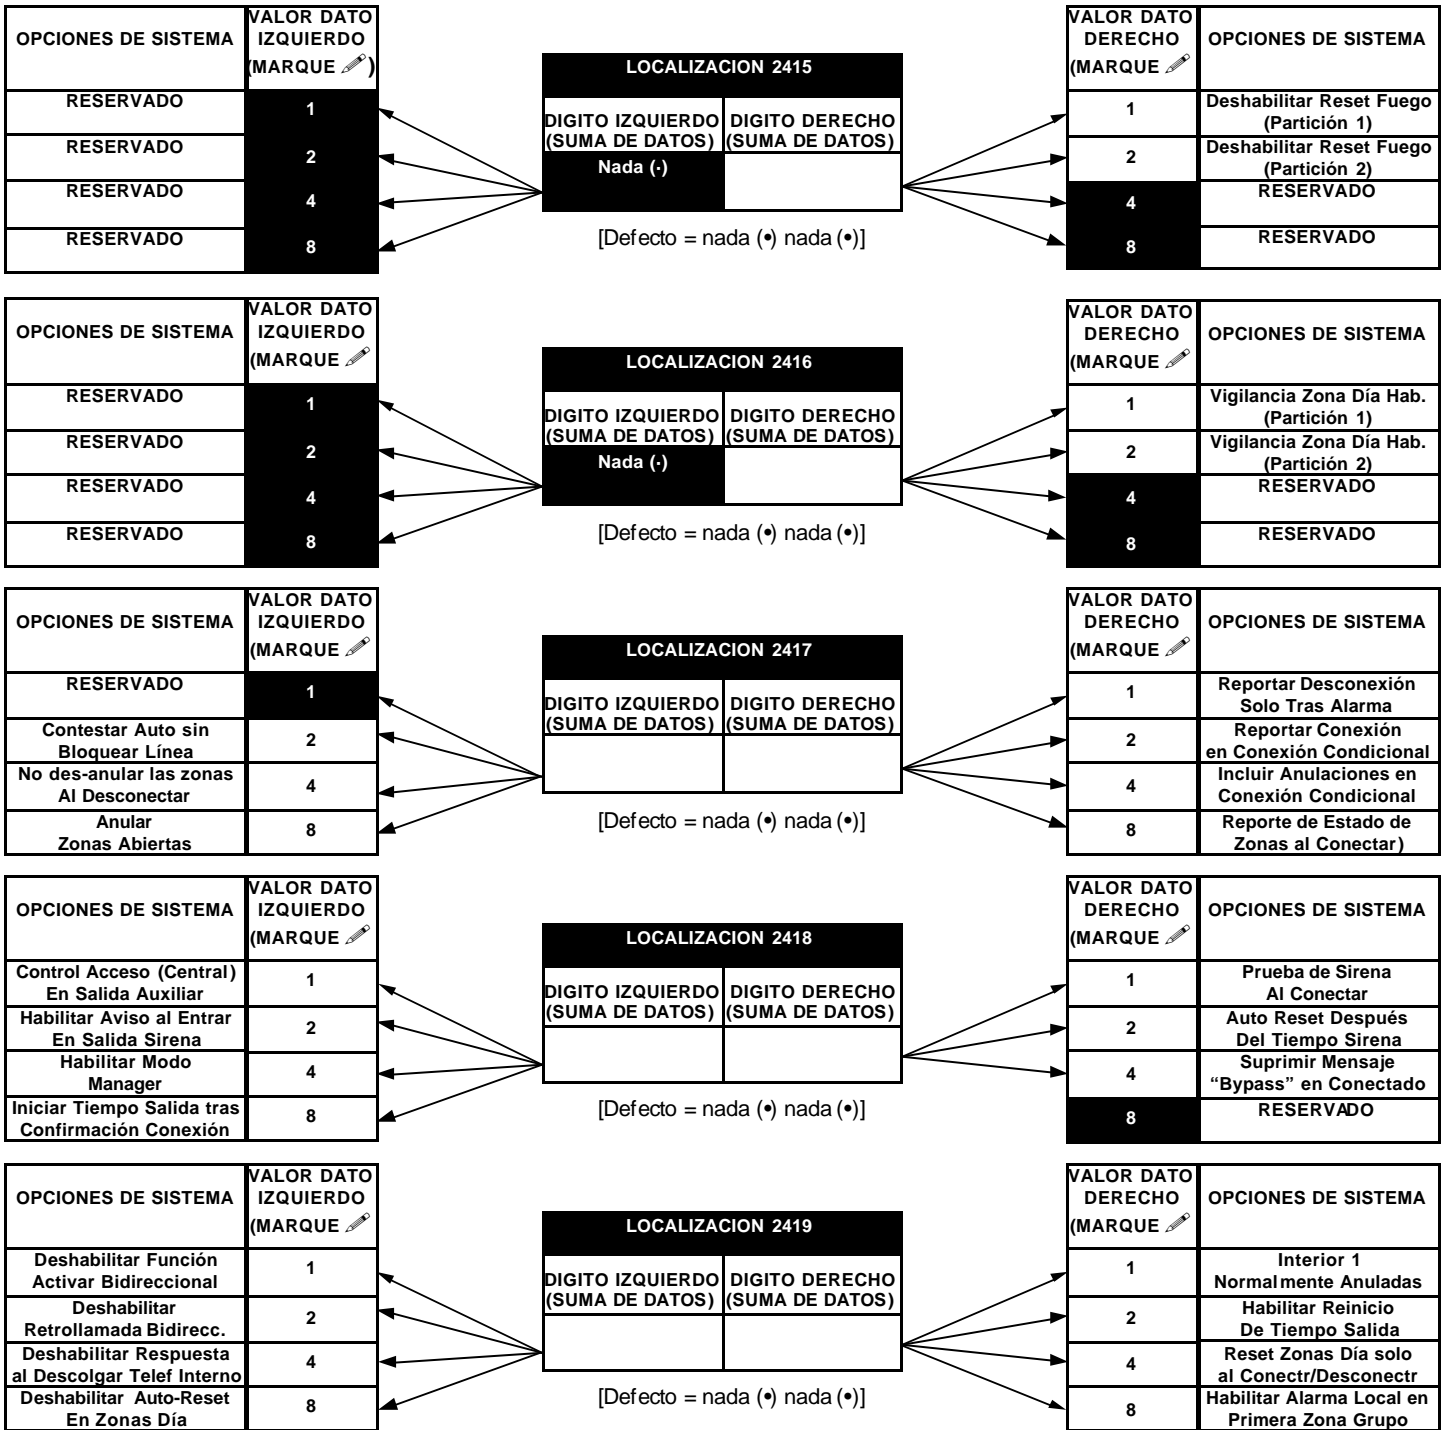 OPCIONES DE SISTEMA
VALOR DATO
IZQUIERDO
(MARQUE )
RESERVADO
1
RESERVADO
2
RESERVADO
4
RESERVADO
8
LOCALIZACION 2415
DIGITO IZQUIERDO
(SUMA DE DATOS)
DIGITO DERECHO
(SUMA DE DATOS)
Nada (·)
[Defecto = nada (•) nada (•)]
VALOR DATO
DERECHO
(MARQUE
OPCIONES DE SISTEMA
1
Deshabilitar Reset Fuego
(Partición 1)
2
Deshabilitar Reset Fuego
(Partición 2)
4
RESERVADO
8
RESERVADO
OPCIONES DE SISTEMA
VALOR DATO
IZQUIERDO
(MARQUE
RESERVADO
1
RESERVADO
2
RESERVADO
4
RESERVADO
8
LOCALIZACION 2416
DIGITO IZQUIERDO
(SUMA DE DATOS)
DIGITO DERECHO
(SUMA DE DATOS)
Nada (·)
[Defecto = nada (•) nada (•)]
VALOR DATO
DERECHO
(MARQUE
OPCIONES DE SISTEMA
1
Vigilancia Zona Día Hab.
(Partición 1)
2
Vigilancia Zona Día Hab.
(Partición 2)
4
RESERVADO
8
RESERVADO
OPCIONES DE SISTEMA
VALOR DATO
IZQUIERDO
(MARQUE
RESERVADO
1
Contestar Auto sin
Bloquear Línea
2
No des-anular las zonas
Al Desconectar
4
Anular
Zonas Abiertas
8
LOCALIZACION 2417
DIGITO IZQUIERDO
(SUMA DE DATOS)
DIGITO DERECHO
(SUMA DE DATOS)
[Defecto = nada (•) nada (•)]
VALOR DATO
DERECHO
(MARQUE
OPCIONES DE SISTEMA
1
Reportar Desconexión
Solo Tras Alarma
2
Reportar Conexión
en Conexión Condicional
4
Incluir Anulaciones en
Conexión Condicional
8
Reporte de Estado de
Zonas al Conectar)
OPCIONES DE SISTEMA
VALOR DATO
IZQUIERDO
(MARQUE
Control Acceso (Central)
En Salida Auxiliar
1
Habilitar Aviso al Entrar
En Salida Sirena
2
Habilitar Modo
Manager
4
Iniciar Tiempo Salida tras
Confirmación Conexión
8
LOCALIZACION 2418
DIGITO IZQUIERDO
(SUMA DE DATOS)
DIGITO DERECHO
(SUMA DE DATOS)
[Defecto = nada (•) nada (•)]
VALOR DATO
DERECHO
(MARQUE
OPCIONES DE SISTEMA
1
Prueba de Sirena
Al Conectar
2
Auto Reset Después
Del Tiempo Sirena
4
Suprimir Mensaje
“Bypass” en Conectado
8
RESERVADO
OPCIONES DE SISTEMA
VALOR DATO
IZQUIERDO
(MARQUE
Deshabilitar Función
Activar Bidireccional
1
Deshabilitar
Retrollamada Bidirecc.
2
Deshabilitar Respuesta
al Descolgar Telef Interno
4
Deshabilitar Auto-Reset
En Zonas Día
8
LOCALIZACION 2419
DIGITO IZQUIERDO
(SUMA DE DATOS)
DIGITO DERECHO
(SUMA DE DATOS)
[Defecto = nada (•) nada (•)]
VALOR DATO
DERECHO
(MARQUE
OPCIONES DE SISTEMA
1
Interior 1
Normalmente Anuladas
2
Habilitar Reinicio
De Tiempo Salida
4
Reset Zonas Día solo
al Conectr/Desconectr
8
Habilitar Alarma Local en
Primera Zona Grupo